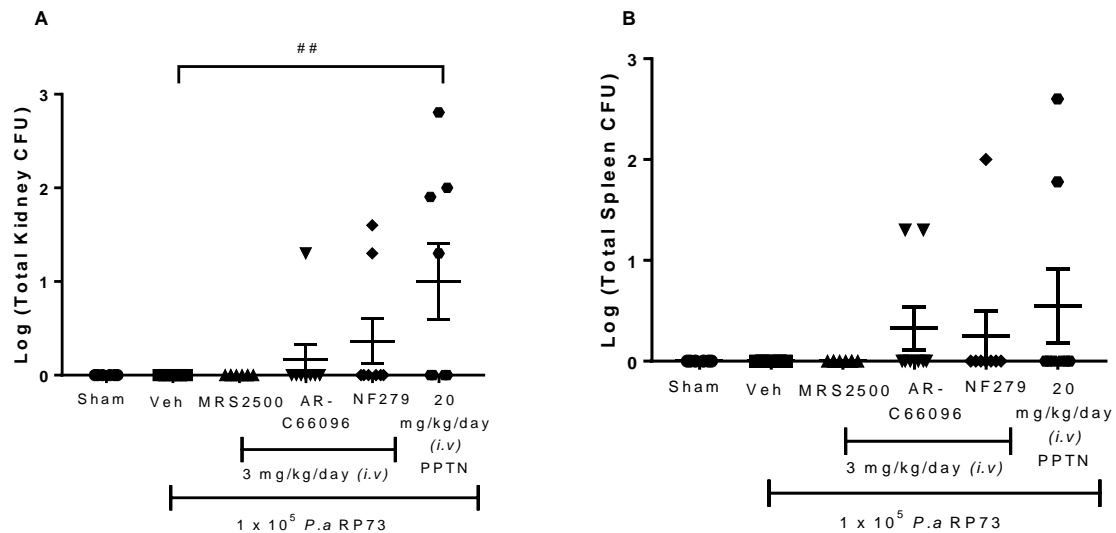 A
##
Log (Total Kidney CFU)
3
2
1
0
Sham
Veh
MRS2500
AR-
C66096
NF279
20
mg/kg/day
(i.v)
PPTN
3 mg/kg/day (i.v)
1 x 10⁵ P.a RP73
B
Log (Total Spleen CFU)
3
2
1
0
Sham
Veh
MRS2500
AR-
C66096
NF279
20
mg/kg/day
(i.v)
PPTN
3 mg/kg/day (i.v)
1 x 10⁵ P.a RP73